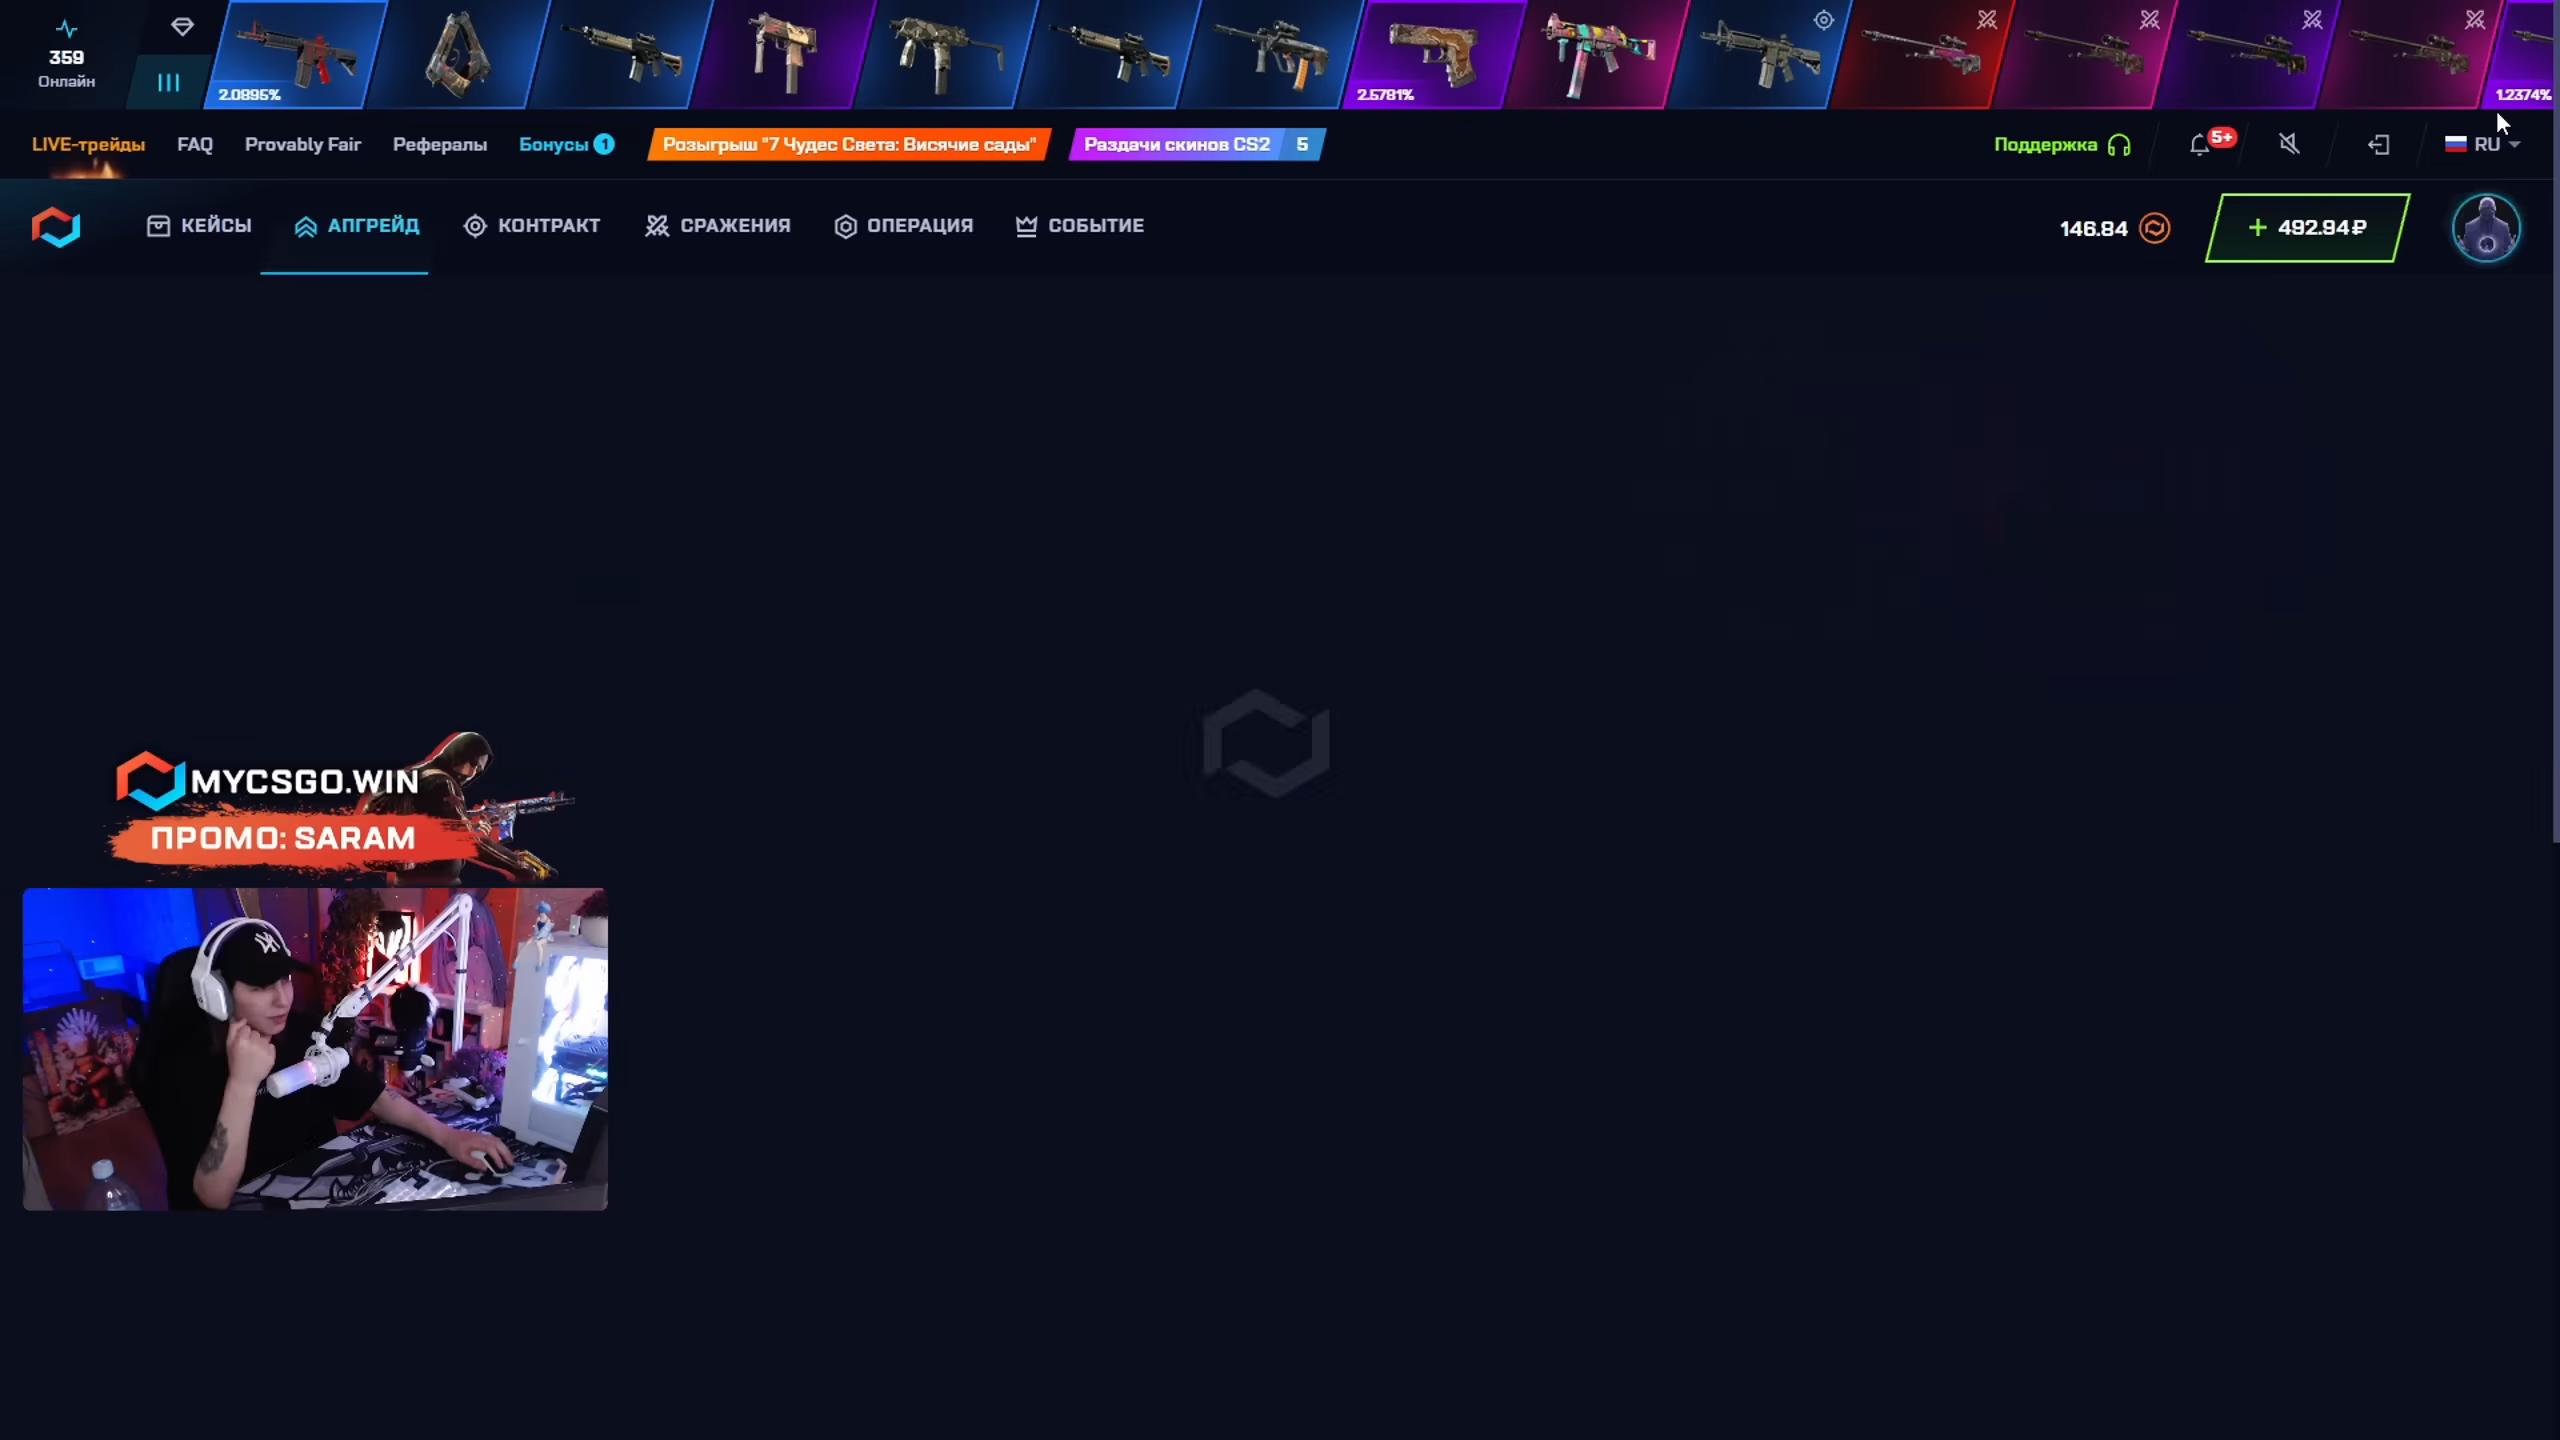 359
Онлайн
2.0895%
2.5781%
1.2374%
LIVE-трейды
FAQ
Provably Fair
Рефералы
Бонусы 1
Розыгрыш "7 Чудес Света: Висячие сады"
Раздачи скинов CS2 5
Поддержка
5+
RU
КЕЙСЫ
АПГРЕЙД
КОНТРАКТ
СРАЖЕНИЯ
ОПЕРАЦИЯ
СОБЫТИЕ
146.84
+ 492.94₽
MYCSGO.WIN
ПРОМО: SARAM